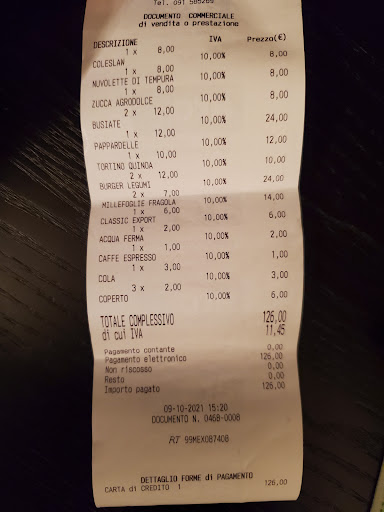 Tel. 091 585266
DOCUMENTO COMMERCIALE
di vendita o prestazione
DESCRIZIONE IVA Prezzo(€)
1 x 8,00
COLESLAW 10,00% 8,00
1 x 8,00
NUVOLETTE DI TEMPURA 10,00% 8,00
1 x 8,00
ZUCCA AGRODOLCE 10,00% 8,00
2 x 12,00
BUSIATE 10,00% 24,00
1 x 12,00
PAPPARDELLE 10,00% 12,00
1 x 10,00
TORTINO QUINOA 10,00% 10,00
2 x 12,00
BURGER LEGUMI 10,00% 24,00
2 x 7,00
MILLEFOGLIE FRAGOLA 10,00% 14,00
1 x 6,00
CLASSIC EXPORT 10,00% 6,00
1 x 2,00
ACQUA FERMA 10,00% 2,00
1 x 1,00
CAFFE ESPRESSO 10,00% 1,00
1 x 3,00
COLA 10,00% 3,00
3 x 2,00
COPERTO 10,00% 6,00
TOTALE COMPLESSIVO 126,00
di cui IVA 11,45
Pagamento contante 0,00
Pagamento elettronico 126,00
Non riscosso 0,00
Resto 0,00
Importo pagato 126,00
09-10-2021 15:20
DOCUMENTO N. 0468-0008
RT 99MEX087408
DETTAGLIO FORME di PAGAMENTO
CARTA di CREDITO 1 126,00